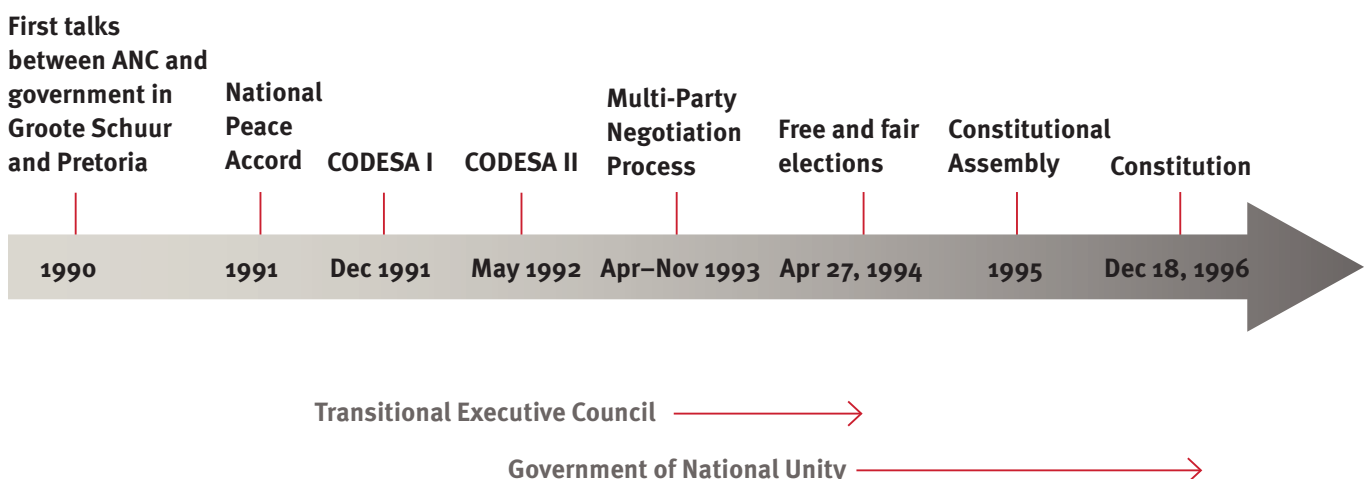 First talks
between ANC and
government in
Groote Schuur
and Pretoria
National
Peace
Accord
CODESA I
CODESA II
Multi-Party
Negotiation
Process
Free and fair
elections
Constitutional
Assembly
Constitution
1990
1991
Dec 1991
May 1992
Apr–Nov 1993
Apr 27, 1994
1995
Dec 18, 1996
Transitional Executive Council
Government of National Unity